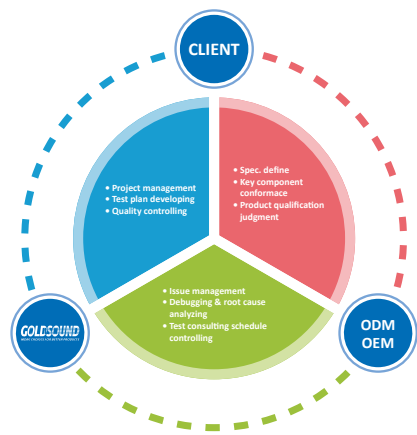 CLIENT
• Project management
• Test plan developing
• Quality controlling
• Spec. define
• Key component
conformace
• Product qualification
judgment
• Issue management
• Debugging & root cause
analyzing
• Test consulting schedule
controlling
GOLDSOUND
ODM
OEM